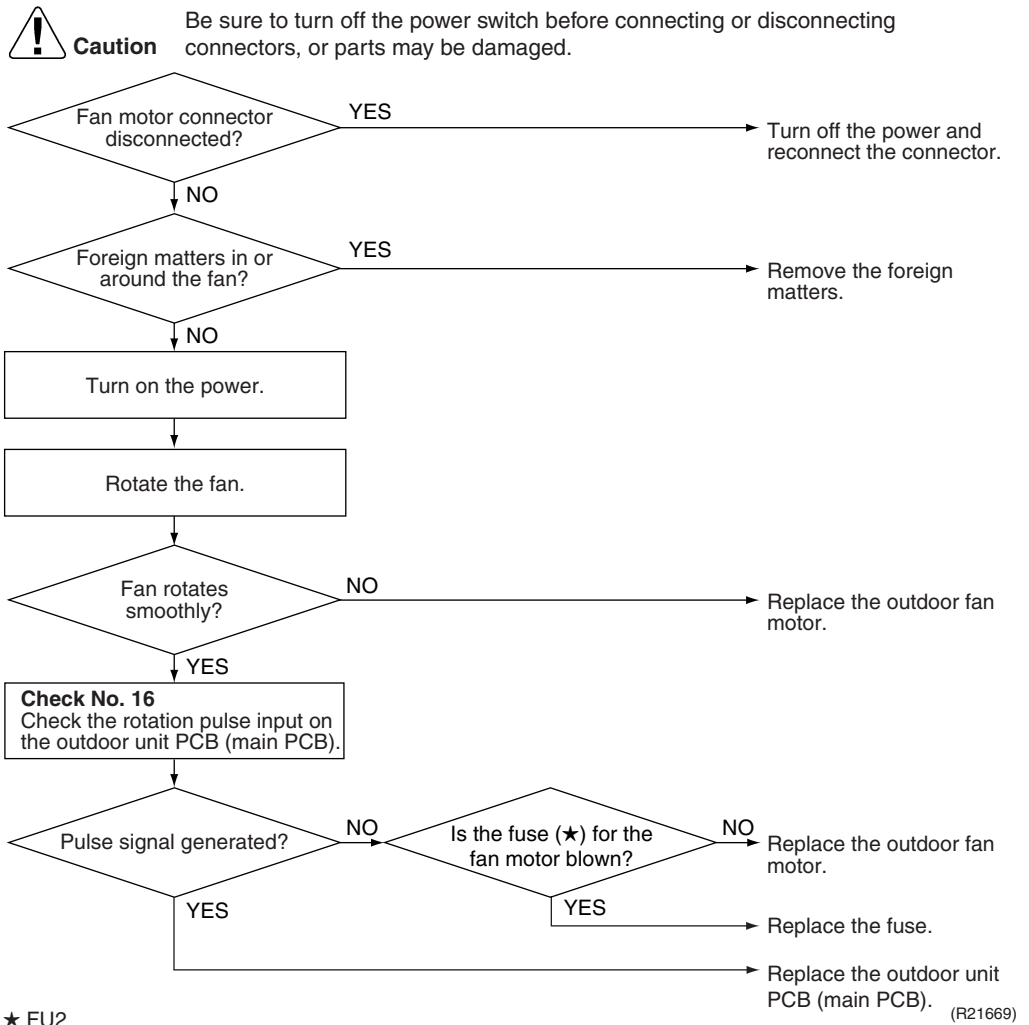 Be sure to turn off the power switch before connecting or disconnecting
Caution connectors, or parts may be damaged.
Fan motor connector
disconnected?
YES
Turn off the power and
reconnect the connector.
NO
Foreign matters in or
around the fan?
YES
Remove the foreign
matters.
NO
Turn on the power.
Rotate the fan.
Fan rotates
smoothly?
NO
Replace the outdoor fan
motor.
YES
Check No. 16
Check the rotation pulse input on
the outdoor unit PCB (main PCB).
Pulse signal generated?
NO
Is the fuse (★) for the
fan motor blown?
NO
Replace the outdoor fan
motor.
YES
YES
Replace the fuse.
Replace the outdoor unit
PCB (main PCB).
(R21669)
★ FU2